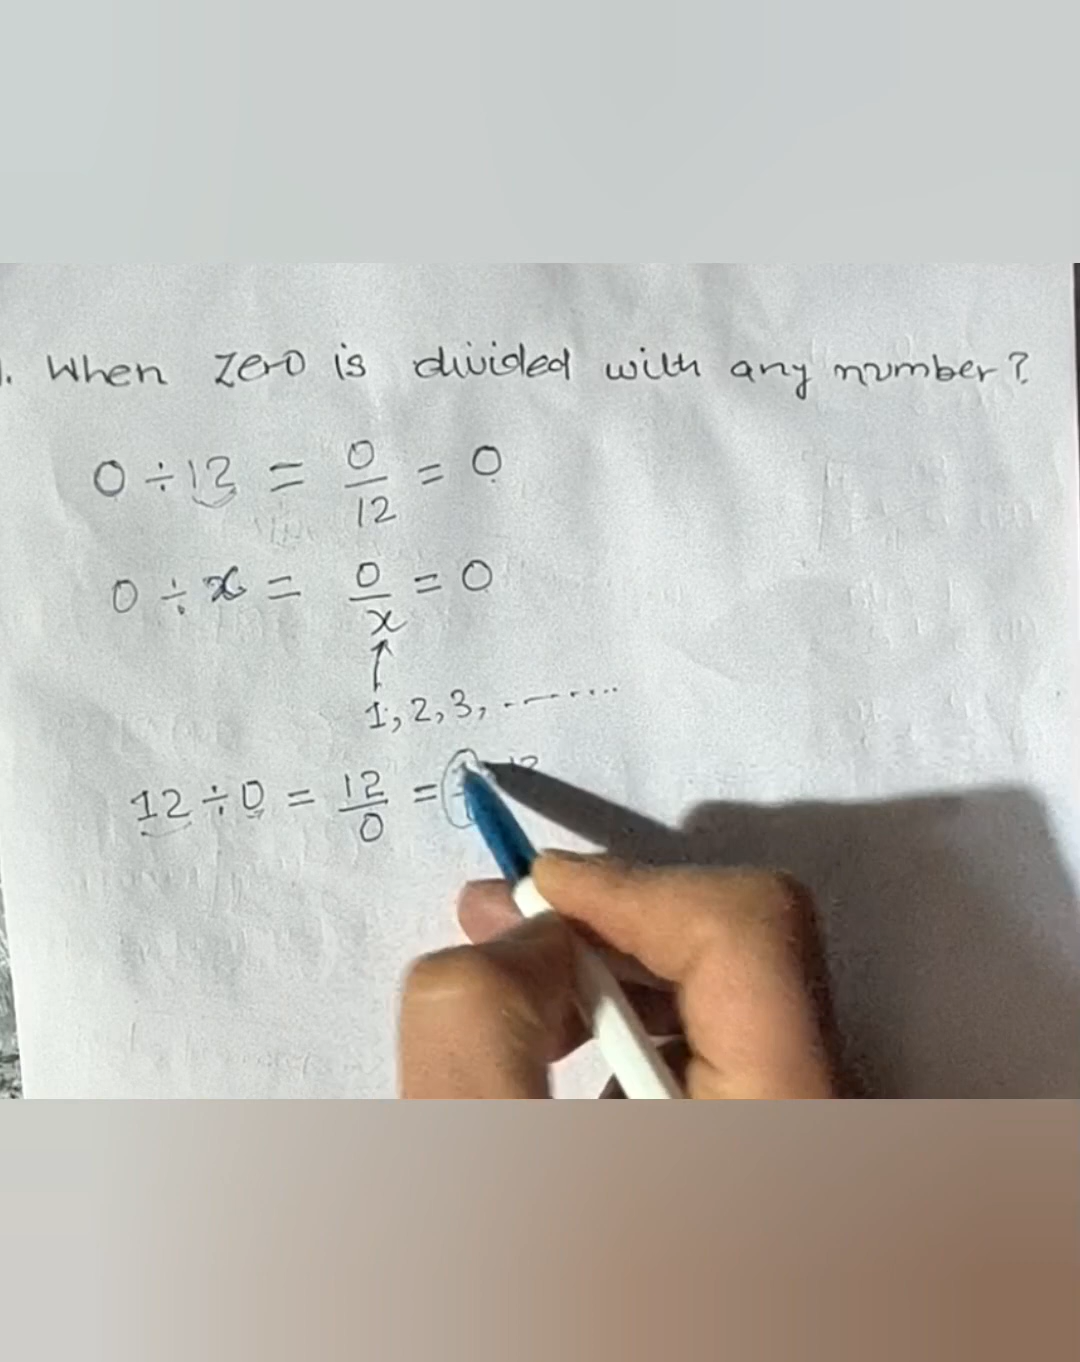 1. When zero is divided with any number?
0 ÷ 12 = 0/12 = 0
0 ÷ x = 0/x = 0
↑
1, 2, 3, ---.....
12 ÷ 0 = 12/0 =